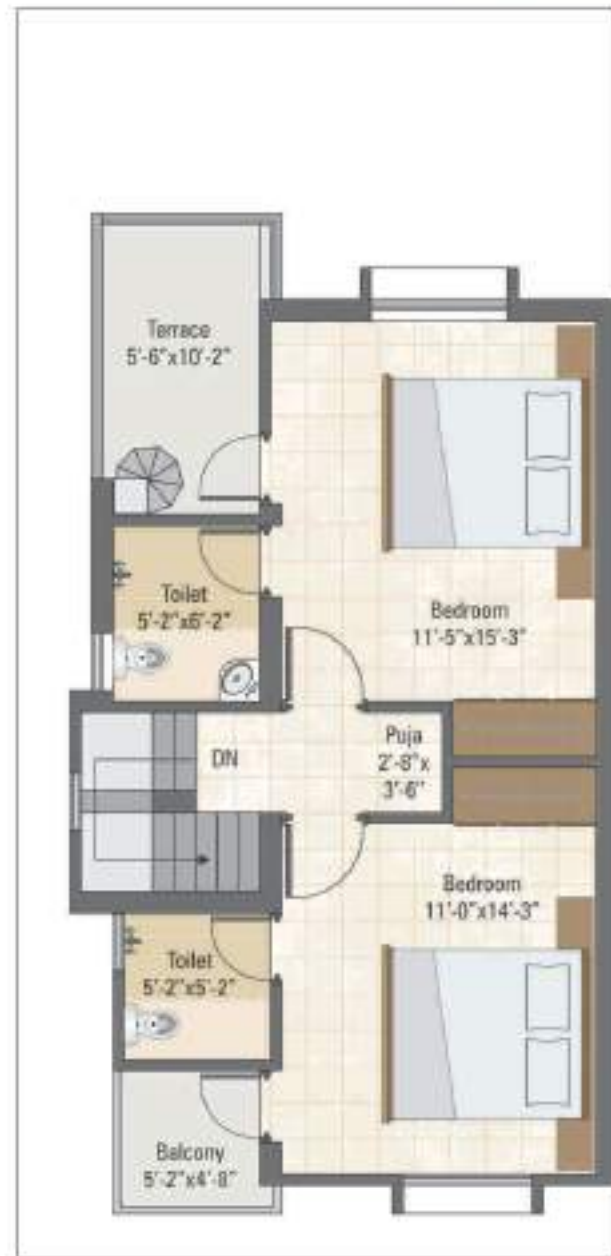 Terrace
5'-6"x10'-2"
Toilet
5'-2"x6'-2"
Bedroom
11'-5"x15'-3"
DN
Puja
2'-8"x
3'-6"
Bedroom
11'-0"x14'-3"
Toilet
5'-2"x5'-2"
Balcony
5'-2"x4'-8"